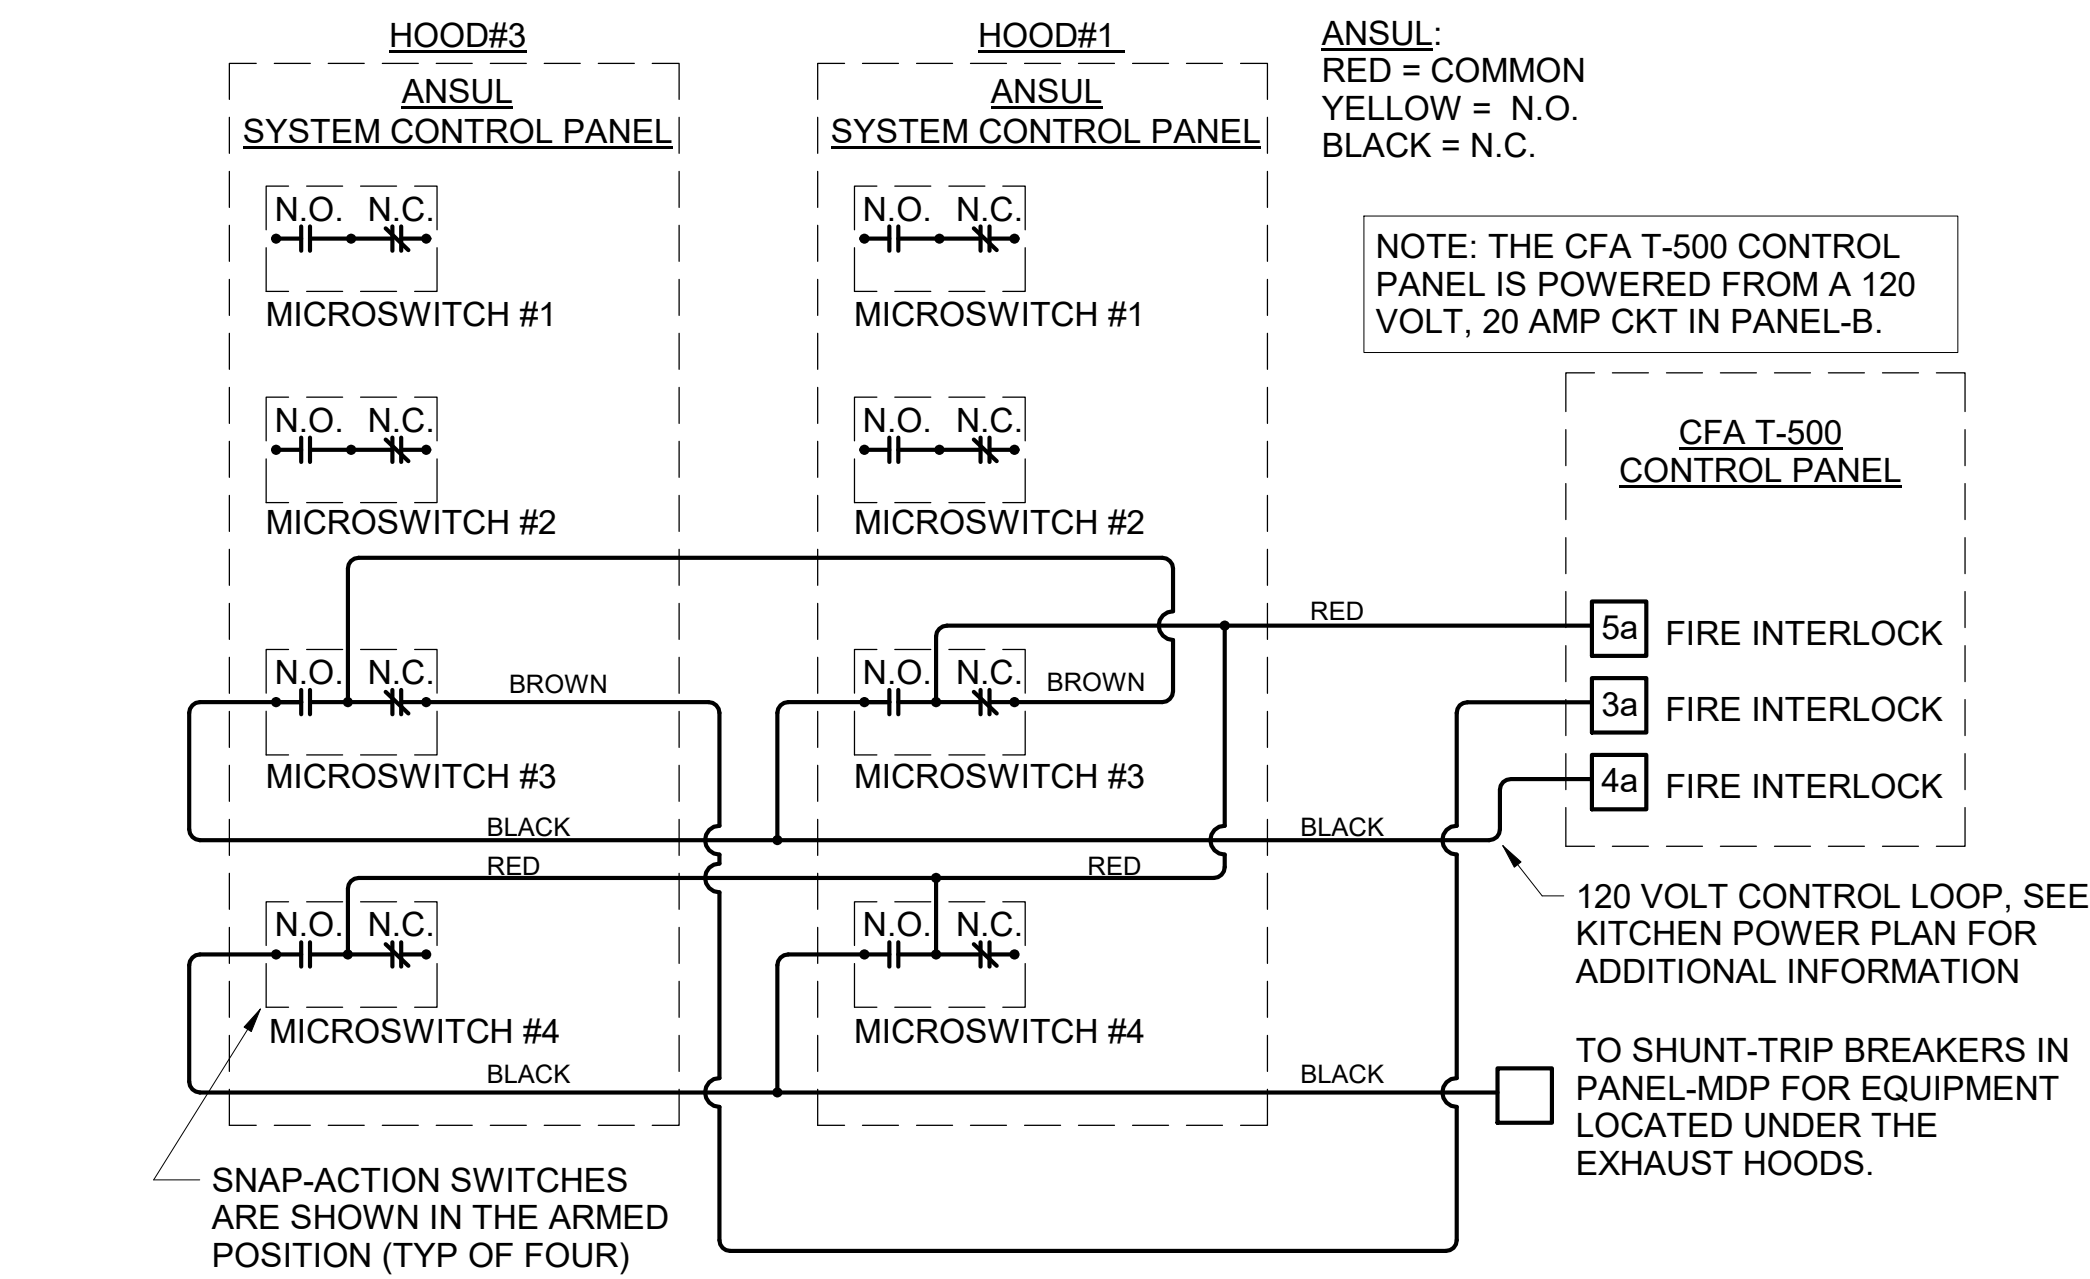 HOOD#3
ANSUL
SYSTEM CONTROL PANEL
N.O. N.C.
MICROSWITCH #1
N.O. N.C.
MICROSWITCH #2
N.O. N.C.
BROWN
MICROSWITCH #3
BLACK
RED
N.O. N.C.
MICROSWITCH #4
BLACK
SNAP-ACTION SWITCHES
ARE SHOWN IN THE ARMED
POSITION (TYP OF FOUR)
HOOD#1
ANSUL
SYSTEM CONTROL PANEL
N.O. N.C.
MICROSWITCH #1
N.O. N.C.
MICROSWITCH #2
N.O. N.C.
BROWN
MICROSWITCH #3
RED
N.O. N.C.
MICROSWITCH #4
ANSUL:
RED = COMMON
YELLOW = N.O.
BLACK = N.C.
NOTE: THE CFA T-500 CONTROL
PANEL IS POWERED FROM A 120
VOLT, 20 AMP CKT IN PANEL-B.
CFA T-500
CONTROL PANEL
RED
5a FIRE INTERLOCK
3a FIRE INTERLOCK
4a FIRE INTERLOCK
BLACK
120 VOLT CONTROL LOOP, SEE
KITCHEN POWER PLAN FOR
ADDITIONAL INFORMATION
BLACK
TO SHUNT-TRIP BREAKERS IN
PANEL-MDP FOR EQUIPMENT
LOCATED UNDER THE
EXHAUST HOODS.